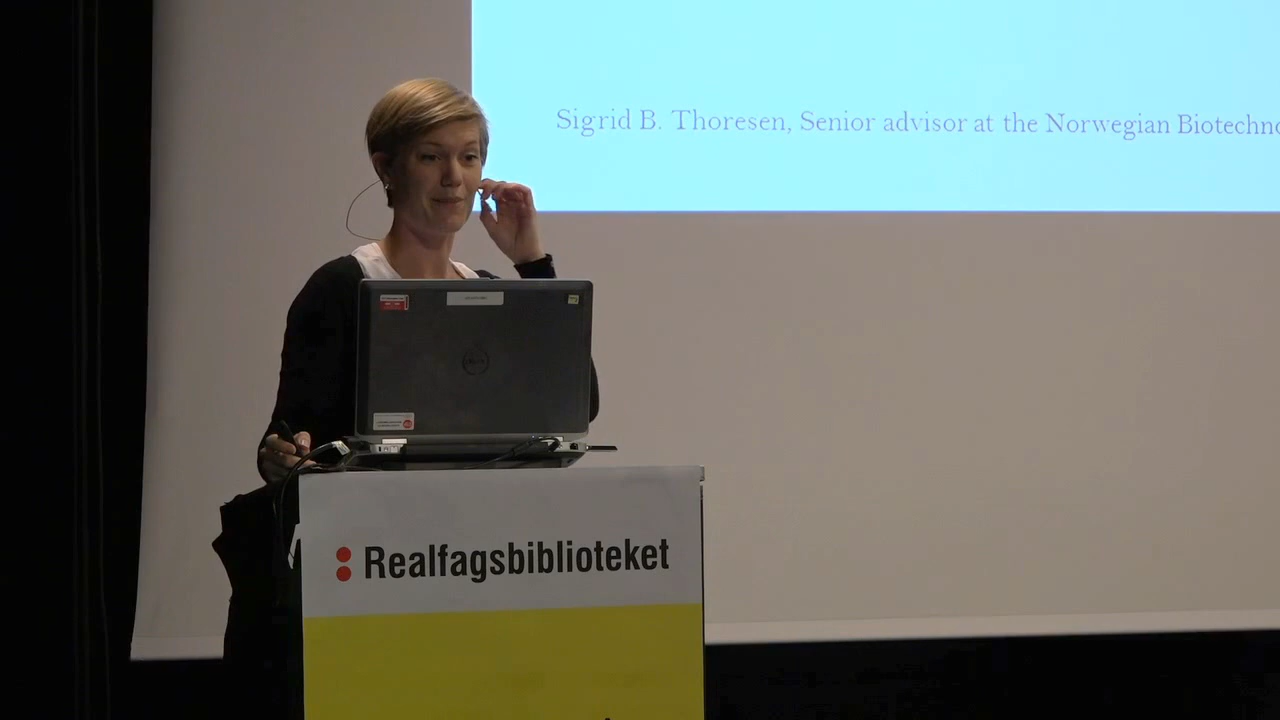 Sigrid B. Thoresen, Senior advisor at the Norwegian Biotechno
Realfagsbiblioteket